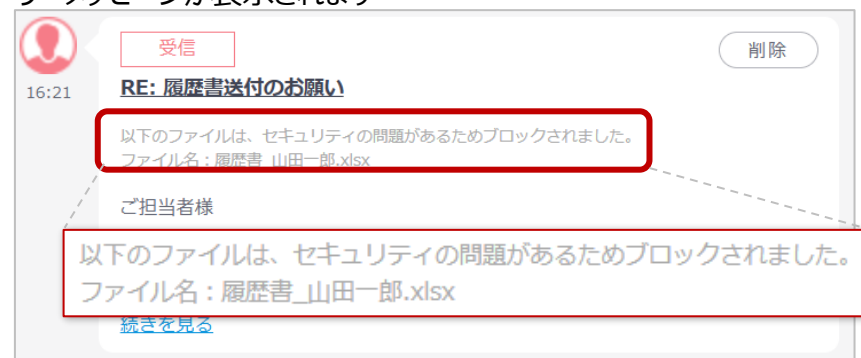 受信
削除
16:21
RE: 履歴書送付のお願い
以下のファイルは、セキュリティの問題があるためブロックされました。
ファイル名：履歴書_山田一郎.xlsx
ご担当者様
以下のファイルは、セキュリティの問題があるためブロックされました。
ファイル名：履歴書_山田一郎.xlsx
続きを見る